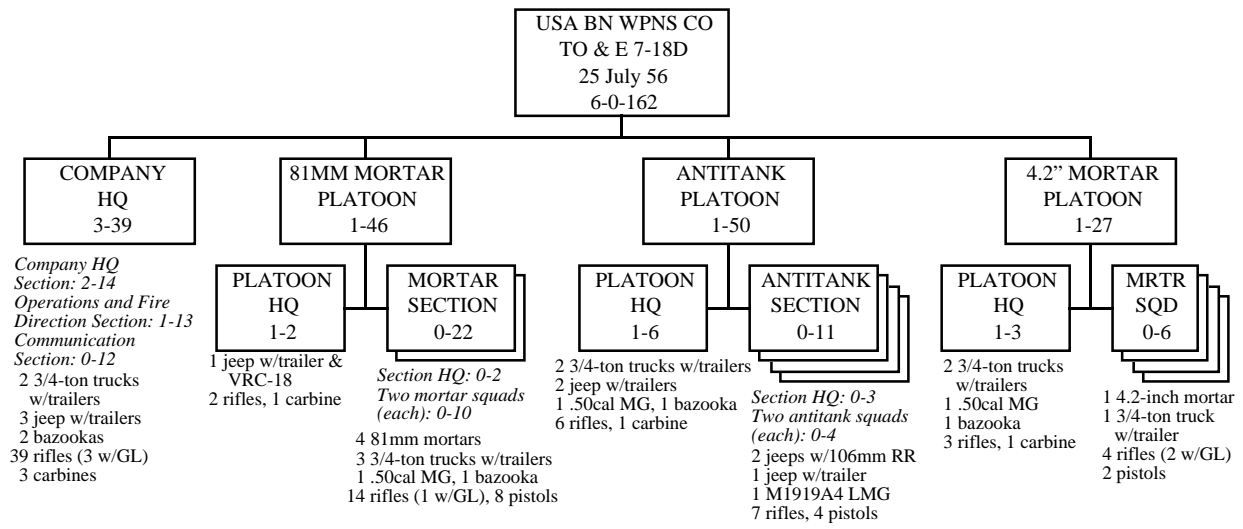 USA BN WPNS CO
TO & E 7-18D
25 July 56
6-0-162
COMPANY
HQ
3-39
Company HQ
Section: 2-14
Operations and Fire
Direction Section: 1-13
Communication
Section: 0-12
2 3/4-ton trucks
w/trailers
3 jeep w/trailers
2 bazookas
39 rifles (3 w/GL)
3 carbines
81MM MORTAR
PLATOON
1-46
PLATOON
HQ
1-2
1 jeep w/trailer &
VRC-18
2 rifles, 1 carbine
MORTAR
SECTION
0-22
Section HQ: 0-2
Two mortar squads
(each): 0-10
4 81mm mortars
3 3/4-ton trucks w/trailers
1 .50cal MG, 1 bazooka
14 rifles (1 w/GL), 8 pistols
ANTITANK
PLATOON
1-50
PLATOON
HQ
1-6
2 3/4-ton trucks w/trailers
2 jeep w/trailers
1 .50cal MG, 1 bazooka
6 rifles, 1 carbine
ANTITANK
SECTION
0-11
Section HQ: 0-3
Two antitank squads
(each): 0-4
2 jeeps w/106mm RR
1 jeep w/trailer
1 M1919A4 LMG
7 rifles, 4 pistols
4.2” MORTAR
PLATOON
1-27
PLATOON
HQ
1-3
2 3/4-ton trucks
w/trailers
1 .50cal MG
1 bazooka
3 rifles, 1 carbine
MRTR
SQD
0-6
1 4.2-inch mortar
1 3/4-ton truck
w/trailer
4 rifles (2 w/GL)
2 pistols